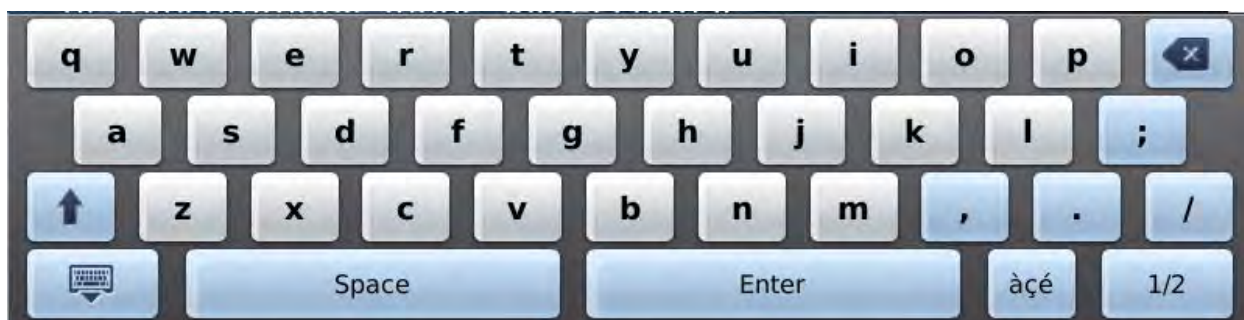 q w e r t y u i o p
a s d f g h j k l ;
z x c v b n m , . /
Space Enter àçé 1/2